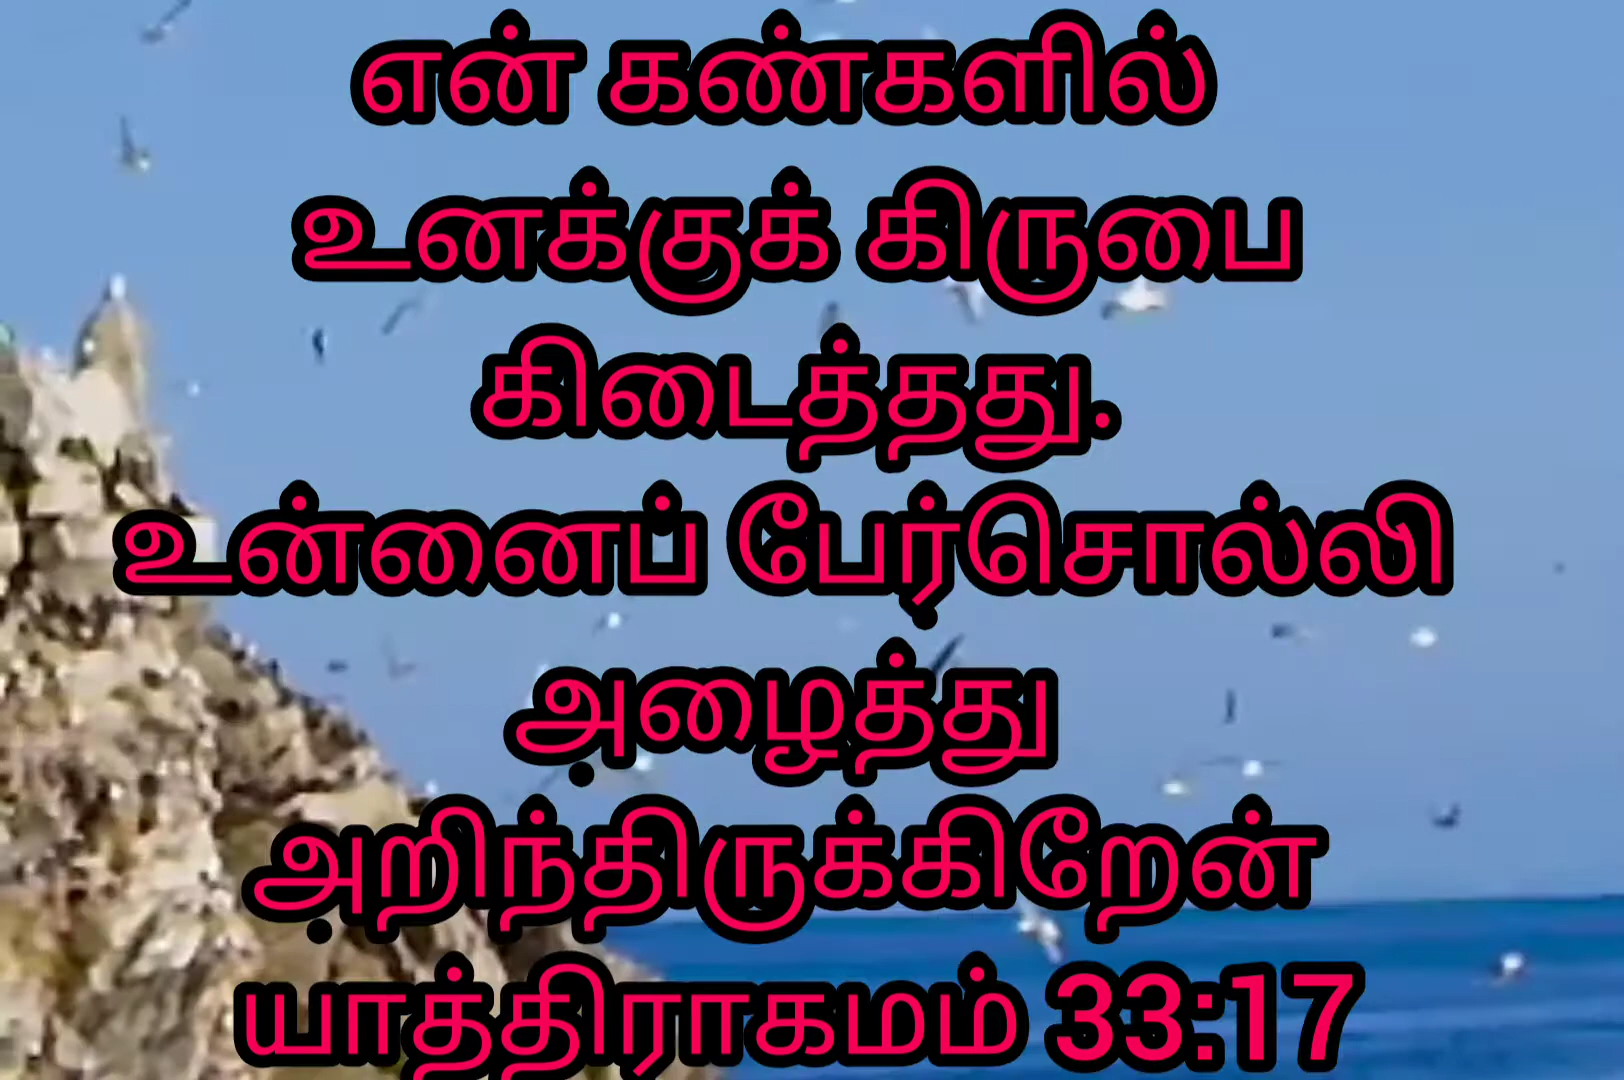 என் கண்களில்
உனக்குக் கிருபை
கிடைத்தது.
உன்னைப் பேர்சொல்லி
அழைத்து
அறிந்திருக்கிறேன்
யாத்திராகமம் 33:17